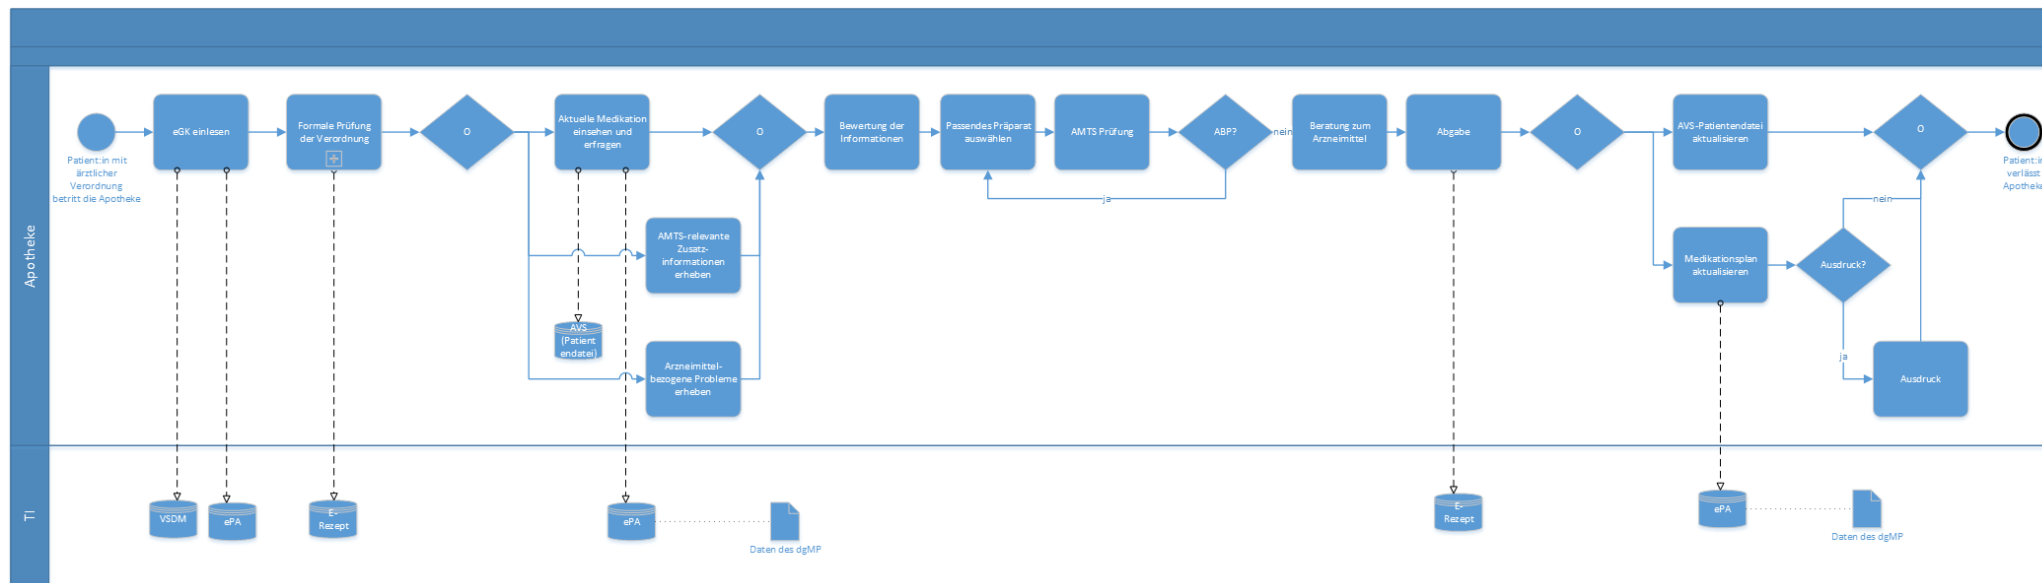 Apotheke
Patient:in mit
ärztlicher
Verordnung
betritt die Apotheke
eGK einlesen
Formale Prüfung
der Verordnung
O
Aktuelle Medikation
einsehen und
erfragen
AMTS-relevante
Zusatz-
informationen
erheben
Arzneimittel-
bezogene Probleme
erheben
AVS
(Patient
endatei)
O
Bewertung der
Informationen
Passendes Präparat
auswählen
AMTS Prüfung
ABP?
ja
nein
Beratung zum
Arzneimittel
Abgabe
O
AVS-Patientendatei
aktualisieren
Medikationsplan
aktualisieren
Ausdruck?
nein
ja
Ausdruck
O
Patient:in
verlässt
Apotheke
TI
VSDM
ePA
E-
Rezept
ePA
Daten des dgMP
E-
Rezept
ePA
Daten des dgMP